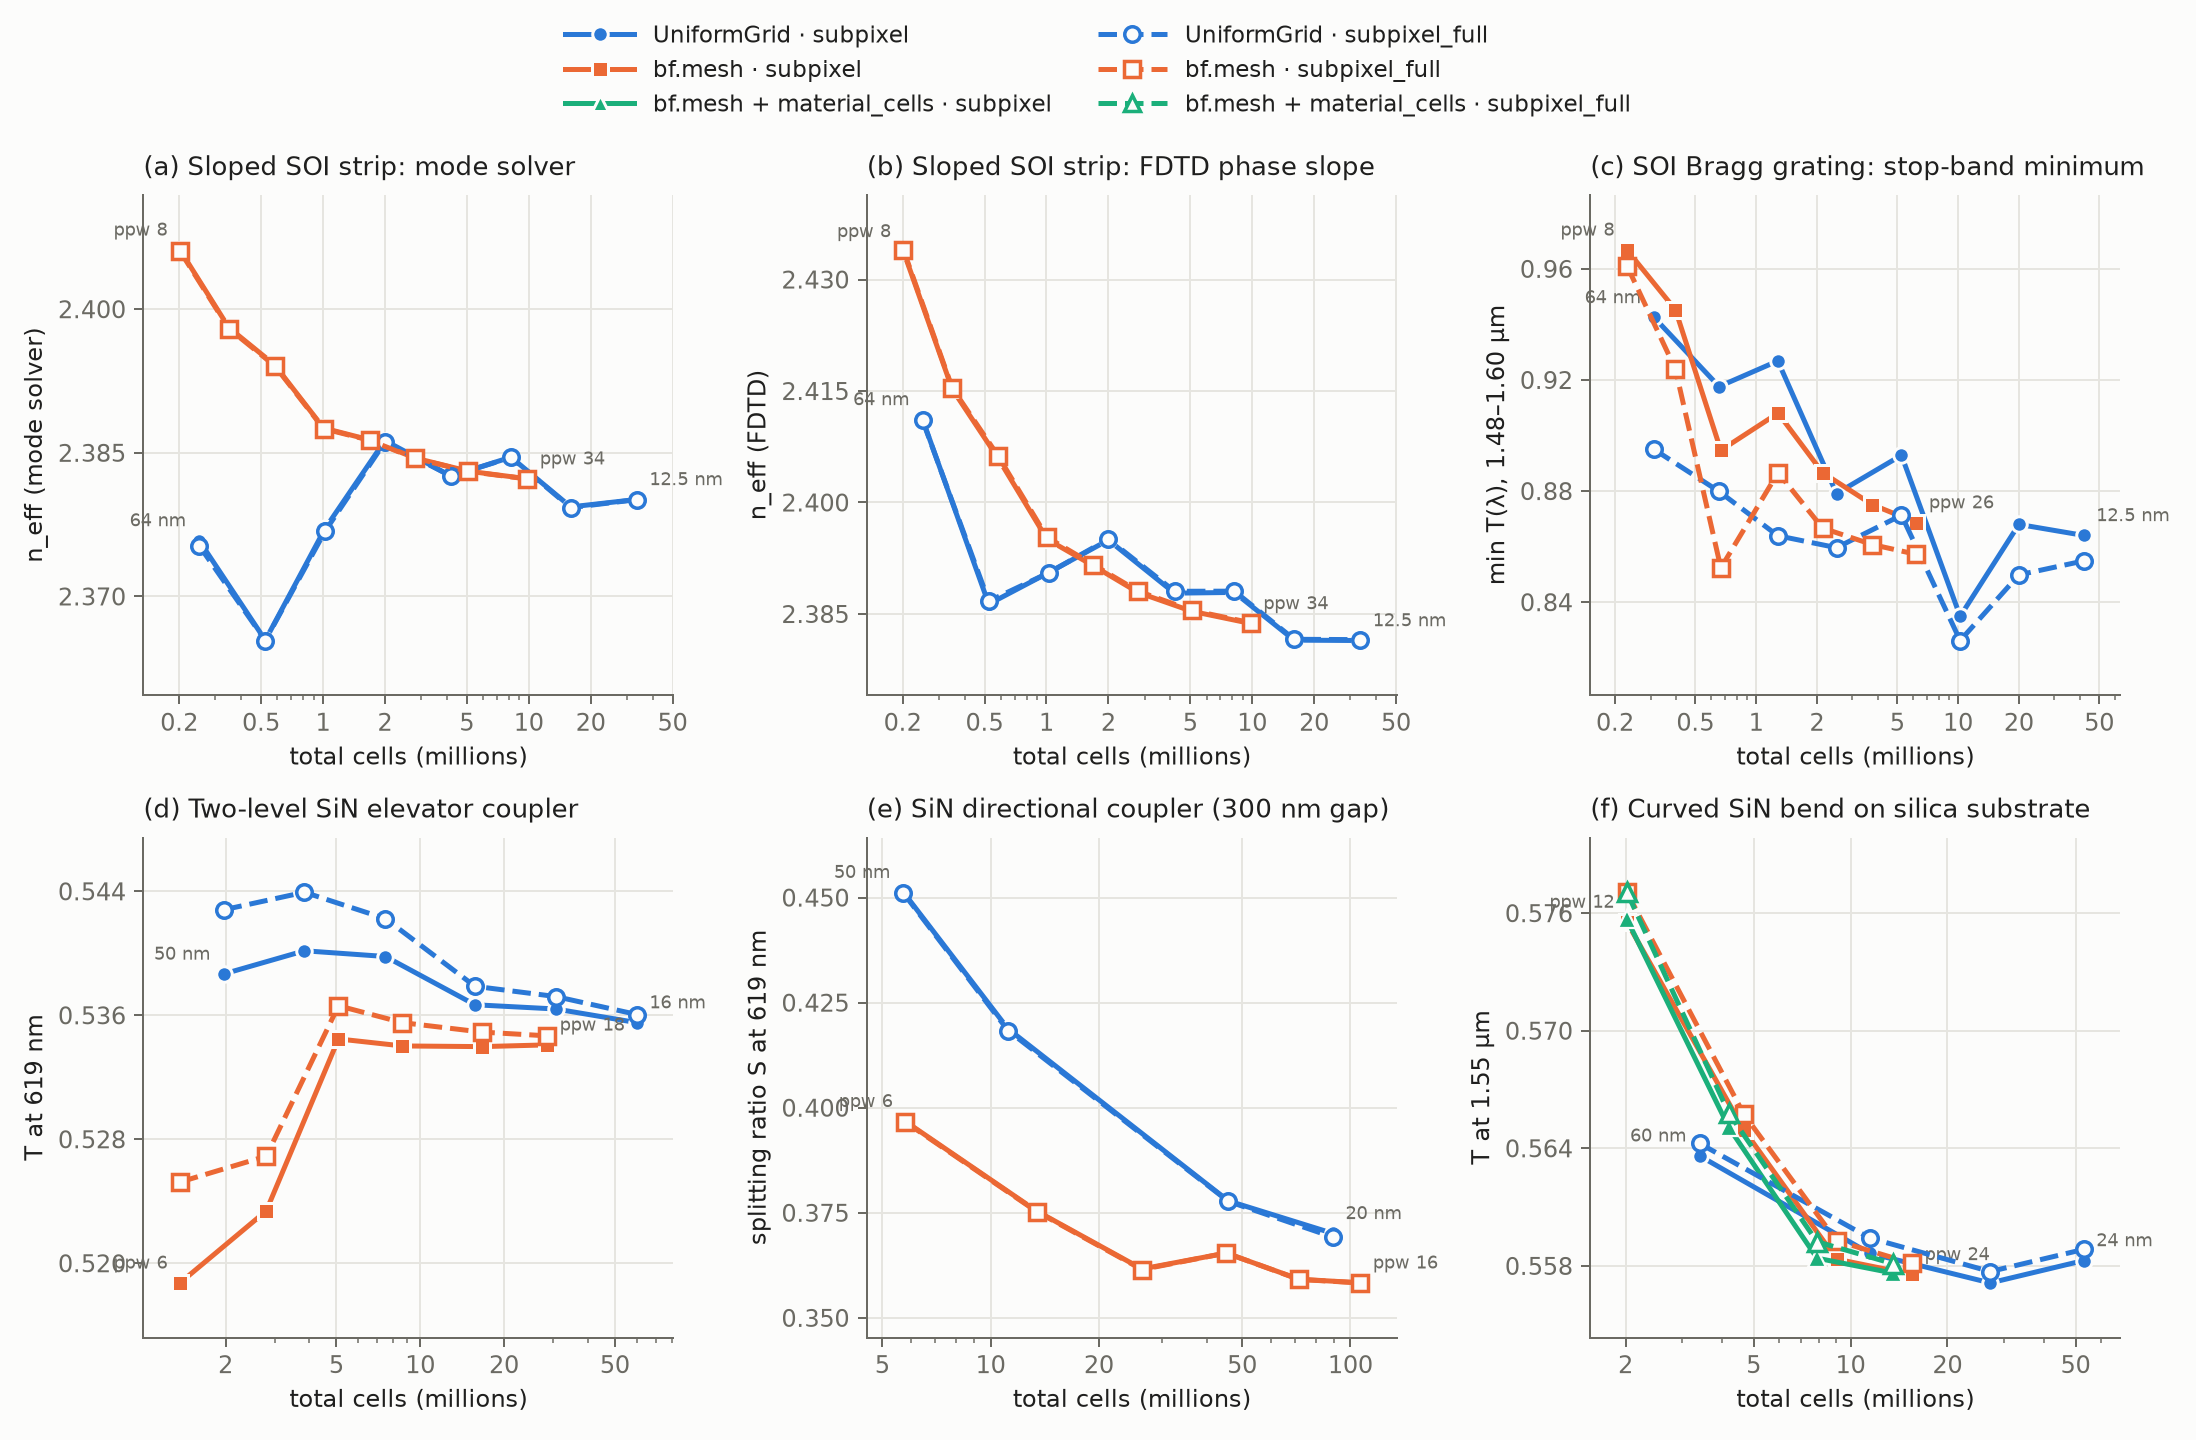 UniformGrid · subpixel
bf.mesh · subpixel
bf.mesh + material_cells · subpixel
UniformGrid · subpixel_full
bf.mesh · subpixel_full
bf.mesh + material_cells · subpixel_full
(a) Sloped SOI strip: mode solver
n_eff (mode solver)
2.400
2.385
2.370
ppw 8
64 nm
ppw 34
12.5 nm
0.2 0.5 1 2 5 10 20 50
total cells (millions)
(b) Sloped SOI strip: FDTD phase slope
n_eff (FDTD)
2.430
2.415
2.400
2.385
ppw 8
64 nm
ppw 34
12.5 nm
0.2 0.5 1 2 5 10 20 50
total cells (millions)
(c) SOI Bragg grating: stop-band minimum
min T(λ), 1.48–1.60 µm
0.96
0.92
0.88
0.84
ppw 8
64 nm
ppw 26
12.5 nm
0.2 0.5 1 2 5 10 20 50
total cells (millions)
(d) Two-level SiN elevator coupler
T at 619 nm
0.544
0.536
0.528
0.520
50 nm
16 nm
ppw 18
ppw 6
2 5 10 20 50
total cells (millions)
(e) SiN directional coupler (300 nm gap)
splitting ratio S at 619 nm
0.450
0.425
0.400
0.375
0.350
50 nm
ppw 6
20 nm
ppw 16
5 10 20 50 100
total cells (millions)
(f) Curved SiN bend on silica substrate
T at 1.55 µm
0.576
0.570
0.564
0.558
ppw 12
60 nm
ppw 24
24 nm
2 5 10 20 50
total cells (millions)